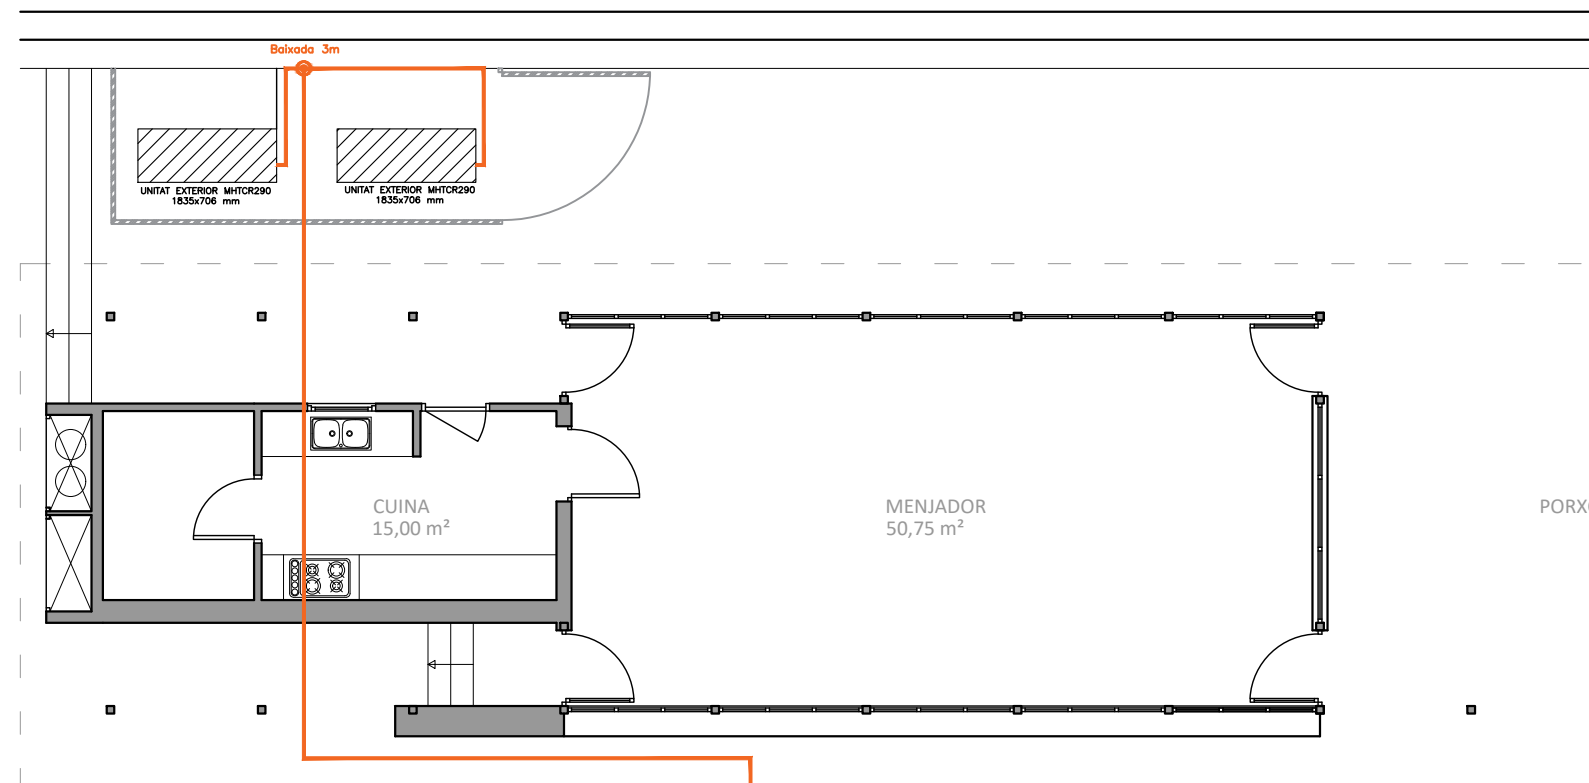 Baixada 3m
UNITAT EXTERIOR MHTCR290
1835x706 mm
UNITAT EXTERIOR MHTCR290
1835x706 mm
CUINA
15,00 m²
MENJADOR
50,75 m²